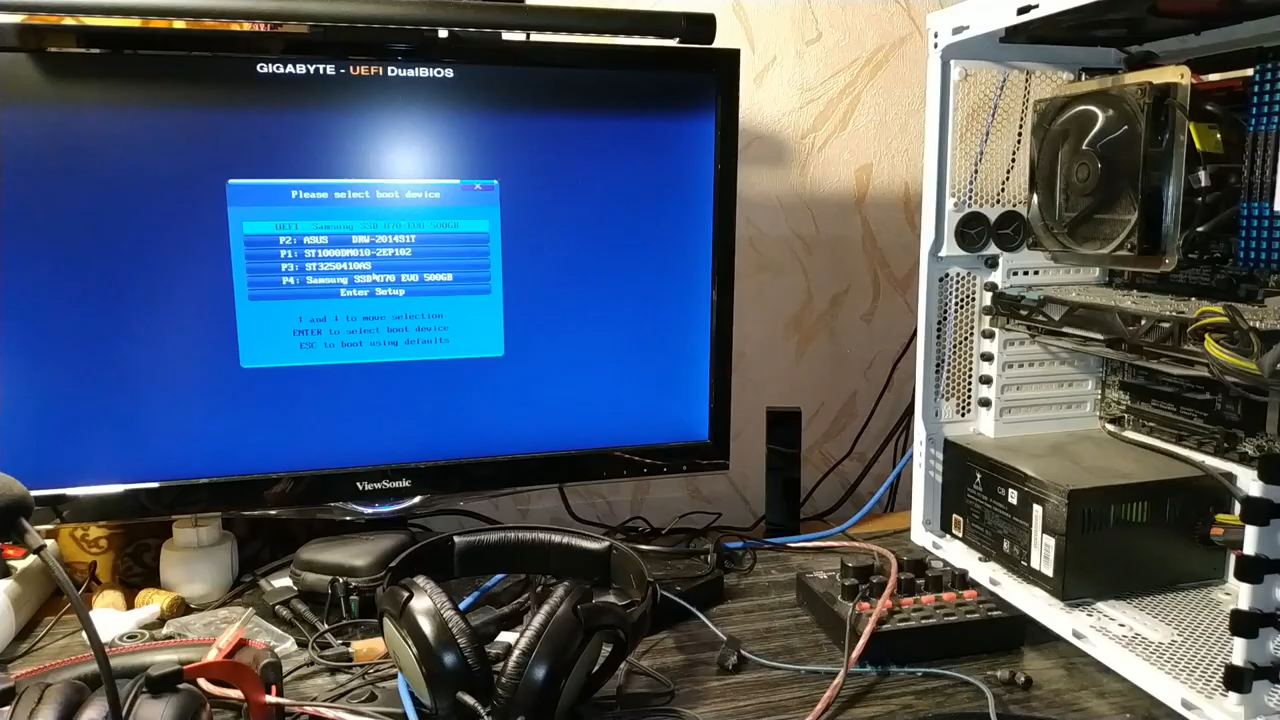 GIGABYTE - UEFI DualBIOS
Please select boot device
UEFI Samsung SSD 870 EVO 500GB
P2: ASUS DRW-2014S1T
P1: ST1000DM010-2EP102
P3: ST3250410AS
P4: Samsung SSD 870 EVO 500GB
Enter Setup
↑ and ↓ to move selection
ENTER to select boot device
ESC to boot using defaults
ViewSonic
CB